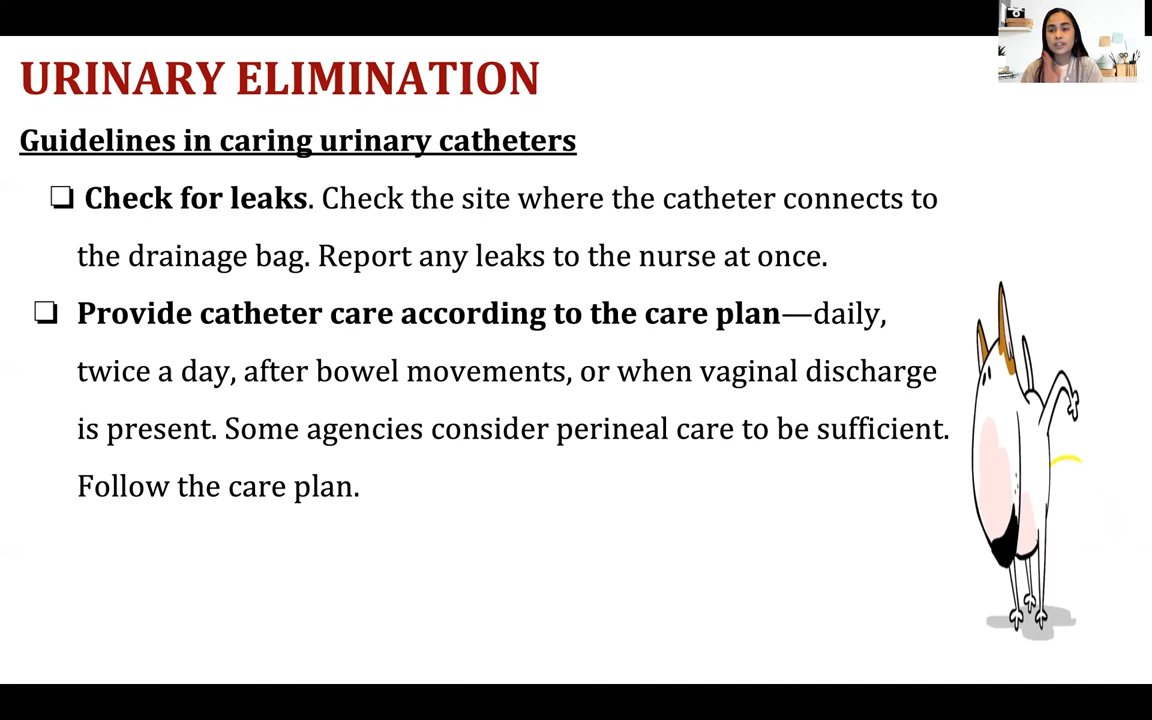 URINARY ELIMINATION
Guidelines in caring urinary catheters
❏ Check for leaks. Check the site where the catheter connects to
the drainage bag. Report any leaks to the nurse at once.
❏ Provide catheter care according to the care plan—daily,
twice a day, after bowel movements, or when vaginal discharge
is present. Some agencies consider perineal care to be sufficient.
Follow the care plan.